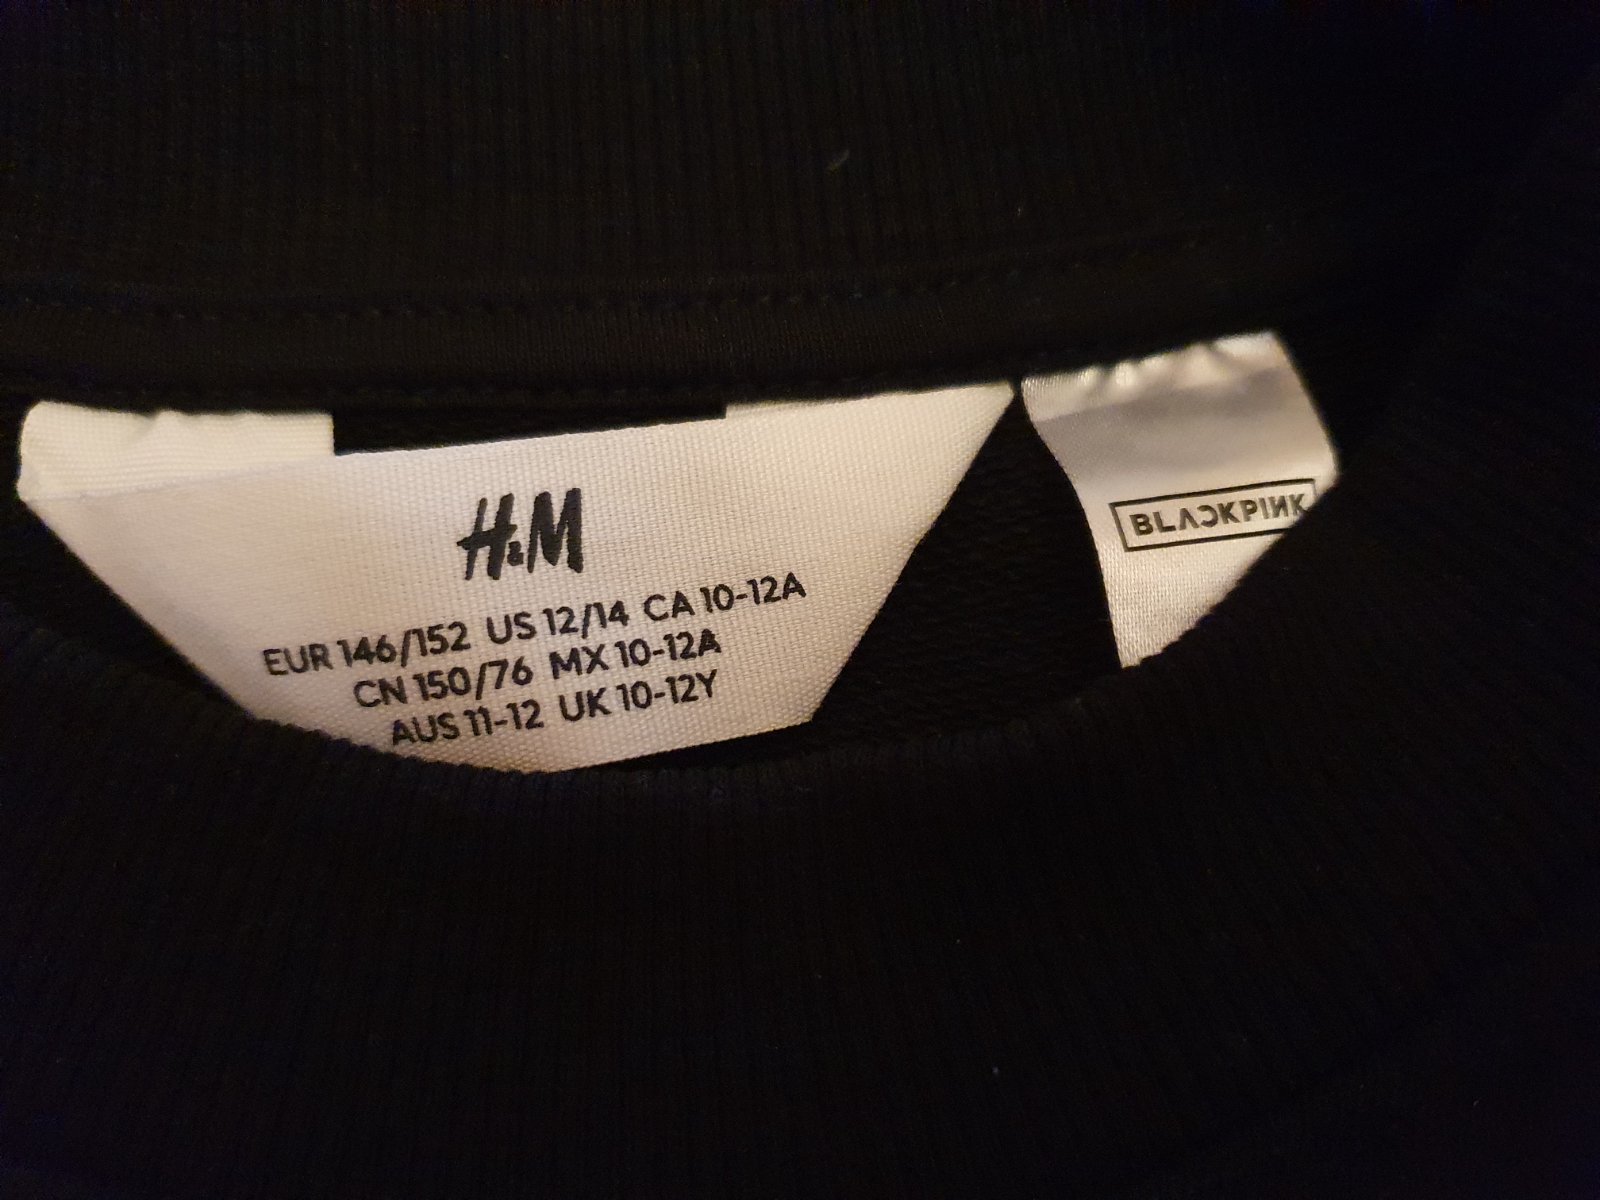 H&M
EUR 146/152 US 12/14 CA 10-12A
CN 150/76 MX 10-12A
AUS 11-12 UK 10-12Y
BLɅƆKPIИK